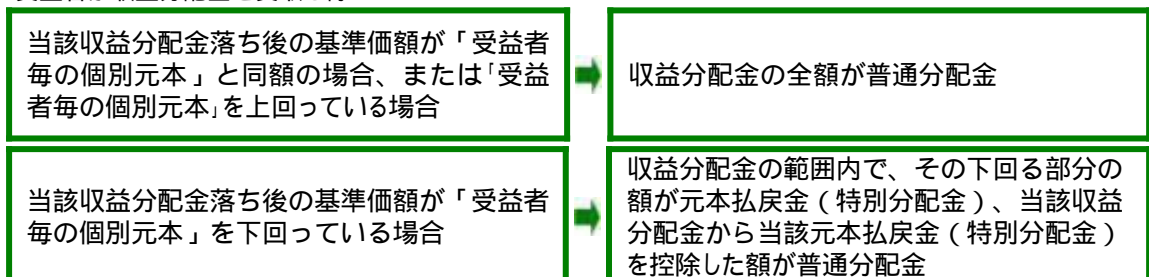 当該収益分配金落ち後の基準価額が「受益者
毎の個別元本」と同額の場合、または「受益
者毎の個別元本」を上回っている場合
収益分配金の全額が普通分配金
当該収益分配金落ち後の基準価額が「受益者
毎の個別元本」を下回っている場合
収益分配金の範囲内で、その下回る部分の
額が元本払戻金(特別分配金)、当該収益
分配金から当該元本払戻金(特別分配金)
を控除した額が普通分配金